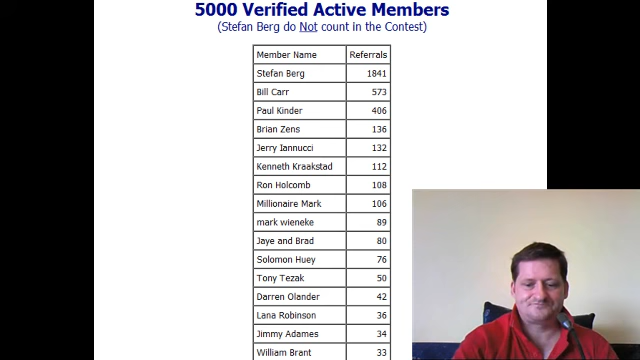 5000 Verified Active Members
(Stefan Berg do Not count in the Contest)
Member Name Referrals
Stefan Berg 1841
Bill Carr 573
Paul Kinder 406
Brian Zens 136
Jerry Iannucci 132
Kenneth Kraakstad 112
Ron Holcomb 108
Millionaire Mark 106
mark wieneke 89
Jaye and Brad 80
Solomon Huey 76
Tony Tezak 50
Darren Olander 42
Lana Robinson 36
Jimmy Adames 34
William Brant 33